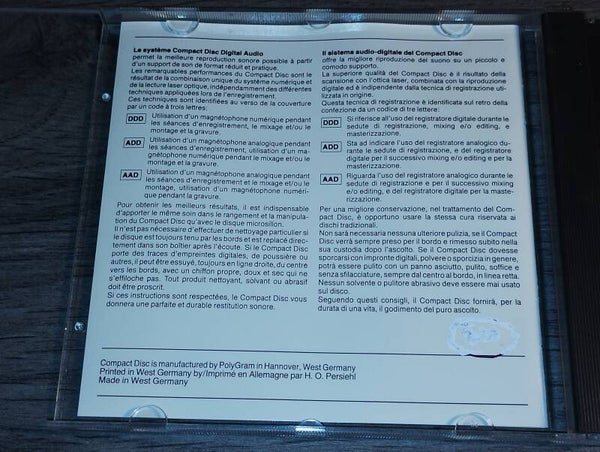 Le système Compact Disc Digital Audio
permet la meilleure reproduction sonore possible à partir
d'un support de son de format réduit et pratique.
Les remarquables performances du Compact Disc sont le
résultat de la combinaison unique du système numérique et
de la lecture laser optique, indépendamment des différentes
techniques appliquées lors de l'enregistrement.
Ces techniques sont identifiées au verso de la couverture
par un code à trois lettres:
DDD Utilisation d'un magnétophone numérique pendant
les séances d'enregistrement, le mixage et/ou le
montage et la gravure.
ADD Utilisation d'un magnétophone analogique pendant
les séances d'enregistrement, utilisation d'un ma-
gnétophone numérique pendant le mixage et/ou le
montage et la gravure.
AAD Utilisation d'un magnétophone analogique pendant
les séances d'enregistrement et le mixage et/ou le
montage, utilisation d'un magnétophone numéri-
que pendant la gravure.
Pour obtenir les meilleurs résultats, il est indispensable
d'apporter le même soin dans le rangement et la manipula-
tion du Compact Disc qu'avec le disque microsillon.
Il n'est pas nécessaire d'effectuer de nettoyage particulier si
le disque est toujours tenu par les bords et est replacé direc-
tement dans son boîtier après l'écoute. Si le Compact Disc
porte des traces d'empreintes digitales, de poussière ou
autres, il peut être essuyé, toujours en ligne droite, du centre
vers les bords, avec un chiffon propre, doux et sec qui ne
s'effiloche pas. Tout produit nettoyant, solvant ou abrasif
doit être proscrit.
Si ces instructions sont respectées, le Compact Disc vous
donnera une parfaite et durable restitution sonore.
Il sistema audio-digitale del Compact Disc
offre la migliore riproduzione del suono su un piccolo e
comodo supporto.
La superiore qualità del Compact Disc è il risultato della
scansione con l'ottica laser, combinata con la riproduzione
digitale ed è indipendente dalla tecnica di registrazione uti-
lizzata in origine.
Questa tecnica di registrazione è identificata sul retro della
confezione da un codice di tre lettere:
DDD Si riferisce all'uso del registratore digitale durante le
sedute di registrazione, mixing e/o editing, e
masterizzazione.
ADD Sta ad indicare l'uso del registratore analogico du-
rante le sedute di registrazione, e del registratore
digitale per il successivo mixing e/o editing e per la
masterizzazione.
AAD Riguarda l'uso del registratore analogico durante le
sedute di registrazione e per il successivo mixing
e/o editing, e del registratore digitale per la maste-
rizzazione.
Per una migliore conservazione, nel trattamento del Com-
pact Disc, è opportuno usare la stessa cura riservata ai
dischi tradizionali.
Non sarà necessaria nessuna ulteriore pulizia, se il Com-
pact Disc verrà sempre preso per il bordo e rimesso subito nella
sua custodia dopo l'ascolto. Se il Compact Disc dovesse
sporcarsi con impronte digitali, polvere o sporcizia in genere,
potrà essere pulito con un panno asciutto, pulito, soffice e
senza sfilacciature, sempre dal centro al bordo, in linea retta.
Nessun solvente o pulitore abrasivo deve essere mai usato
sul disco.
Seguendo questi consigli, il Compact Disc fornirà, per la
durata di una vita, il godimento del puro ascolto.
Compact Disc is manufactured by PolyGram in Hannover, West Germany
Printed in West Germany by/Imprimé en Allemagne par H. O. Persiehl
Made in West Germany